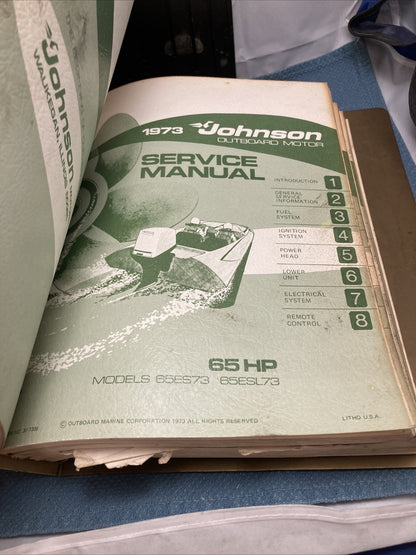 Johnson
WAUKEGAN, ILLINOIS
1973 Johnson
OUTBOARD MOTOR
SERVICE
MANUAL
INTRODUCTION 1
GENERAL
SERVICE
INFORMATION 2
FUEL
SYSTEM 3
IGNITION
SYSTEM 4
POWER
HEAD 5
LOWER
UNIT 6
ELECTRICAL
SYSTEM 7
REMOTE
CONTROL 8
65 HP
MODELS 65ES73 65ESL73
© OUTBOARD MARINE CORPORATION 1973 ALL RIGHTS RESERVED
LITHO U.S.A.